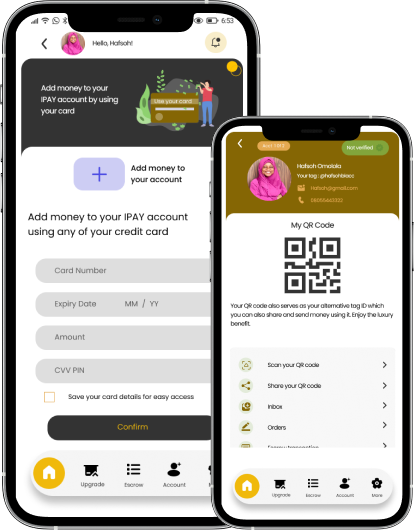 6:53
Hello, Hafsoh!
Add money to your
IPAY account by using
your card
Use your card!
Add money to
your account
Add money to your IPAY account
using any of your credit card
Card Number
Expiry Date MM / YY
Amount
CVV PIN
Save your card details for easy access
Confirm
Upgrade
Escrow
Account
Not verified
Hafsoh Omolola
Your tag : @hafsohblacc
Hafsoh@gmail.com
My QR Code
Your QR code also serves as your alternative tag ID which
you can also share and send money using it. Enjoy the luxury
benefit.
Scan your QR code
Share your QR code
Inbox
Orders
Upgrade
Escrow
Account
More